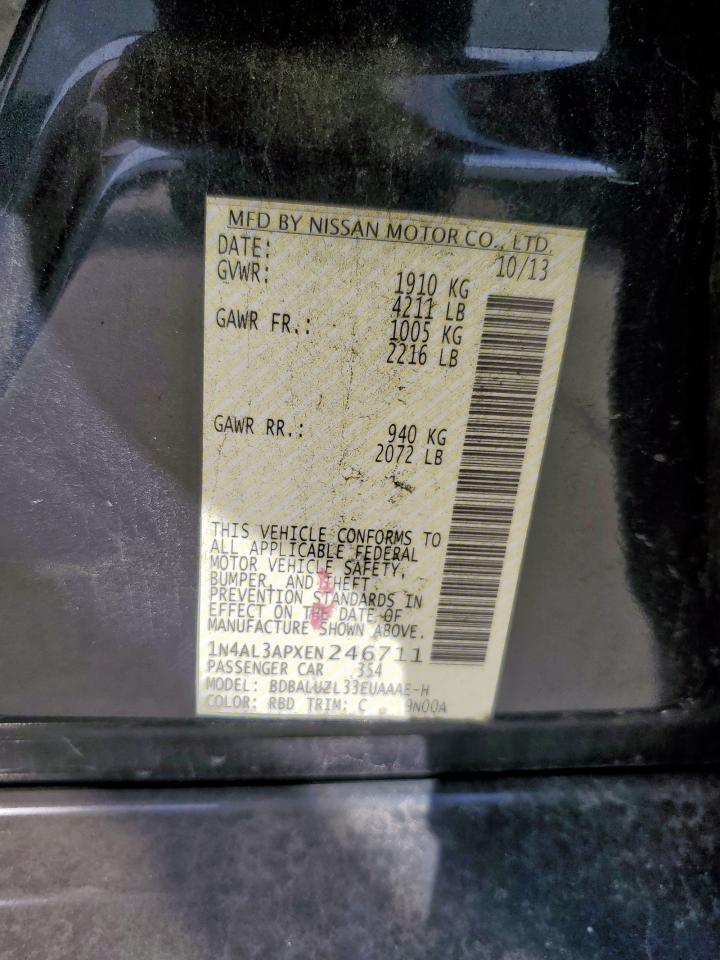 MFD BY NISSAN MOTOR CO., LTD.
DATE: 10/13
GVWR: 1910 KG
4211 LB
GAWR FR.: 1005 KG
2216 LB
GAWR RR.: 940 KG
2072 LB
THIS VEHICLE CONFORMS TO
ALL APPLICABLE FEDERAL
MOTOR VEHICLE SAFETY,
BUMPER, AND THEFT
PREVENTION STANDARDS IN
EFFECT ON THE DATE OF
MANUFACTURE SHOWN ABOVE.
1N4AL3APXEN246711
PASSENGER CAR 354
MODEL: BDBALUZL33EUAAAE-H
COLOR: RBD TRIM: C 9N00A